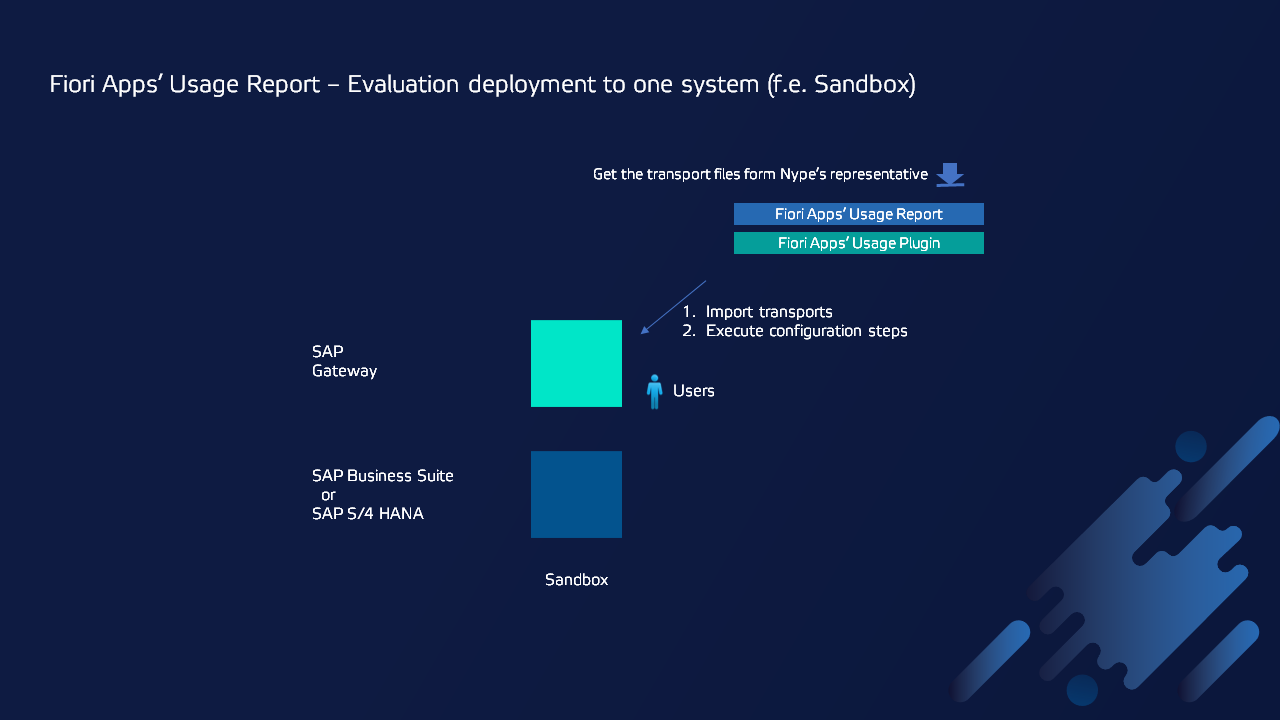 Fiori Apps’ Usage Report – Evaluation deployment to one system (f.e. Sandbox)
Get the transport files form Nype’s representative
Fiori Apps’ Usage Report
Fiori Apps’ Usage Plugin
1. Import transports
2. Execute configuration steps
SAP
Gateway
Users
SAP Business Suite
or
SAP S/4 HANA
Sandbox